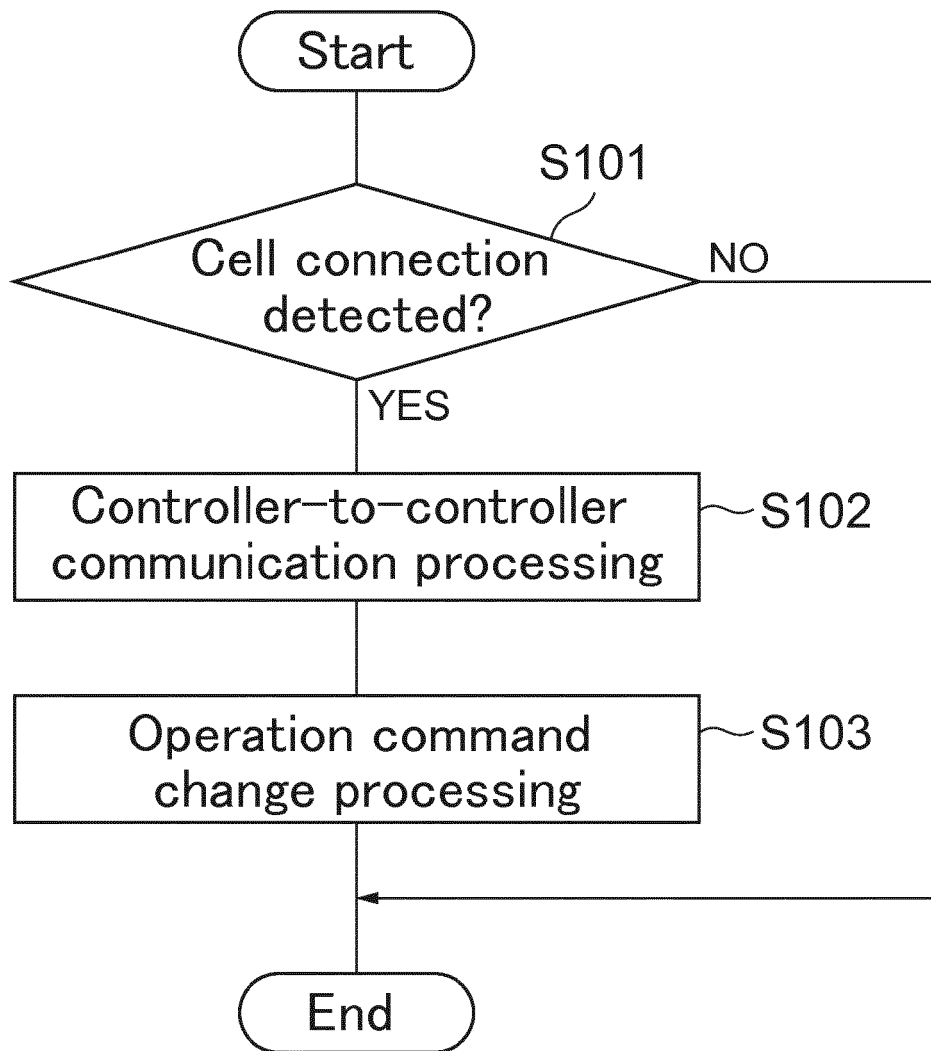 Start
S101
Cell connection
detected?
NO
YES
Controller-to-controller
communication processing
S102
Operation command
change processing
S103
End